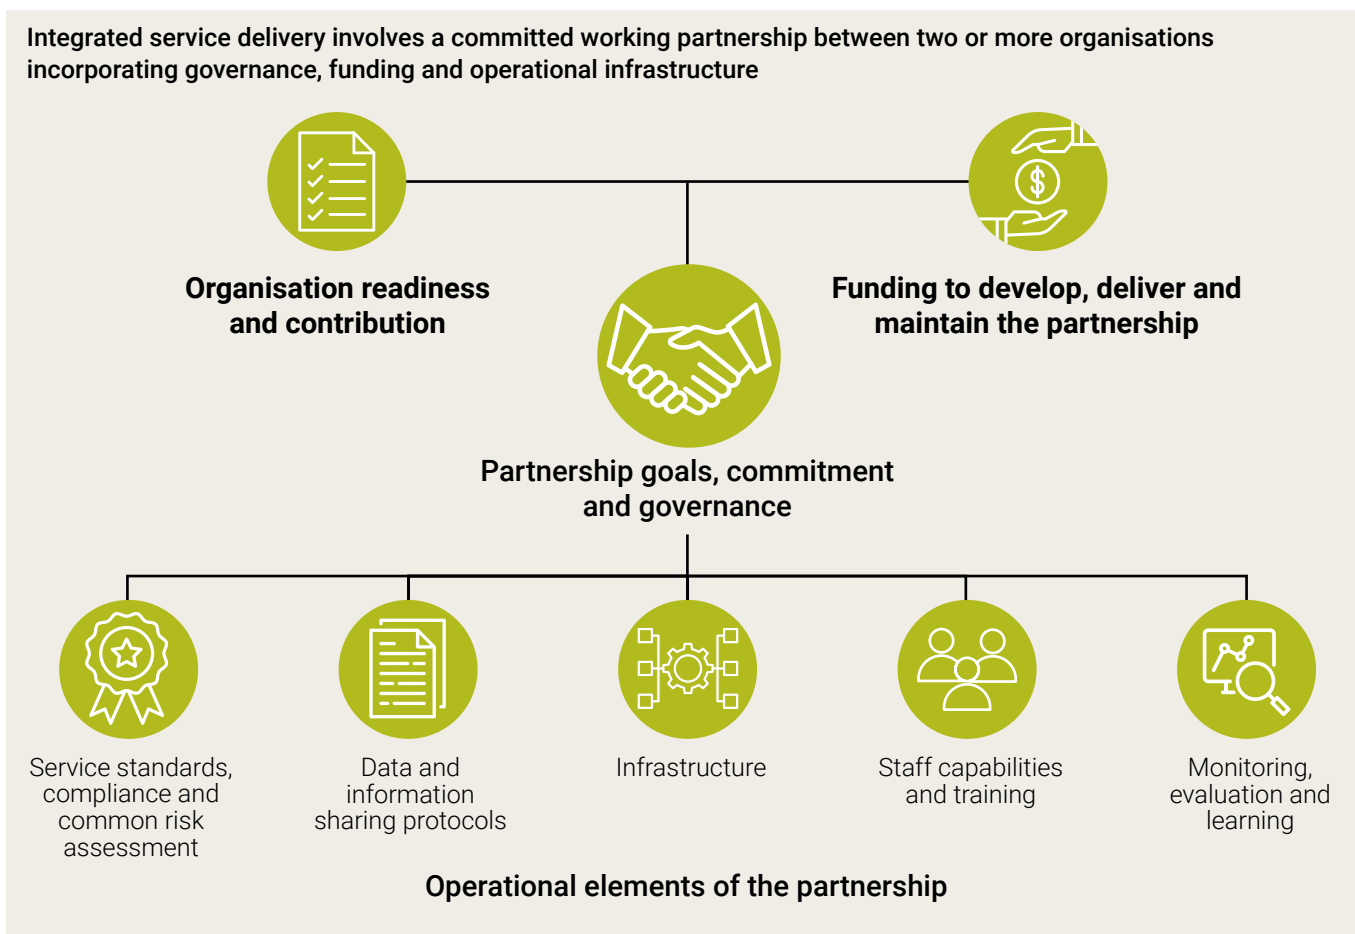 Integrated service delivery involves a committed working partnership between two or more organisations
incorporating governance, funding and operational infrastructure
Organisation readiness
and contribution
$
Funding to develop, deliver and
maintain the partnership
Partnership goals, commitment
and governance
Service standards,
compliance and
common risk
assessment
Data and
information
sharing protocols
Infrastructure
Staff capabilities
and training
Monitoring,
evaluation and
learning
Operational elements of the partnership